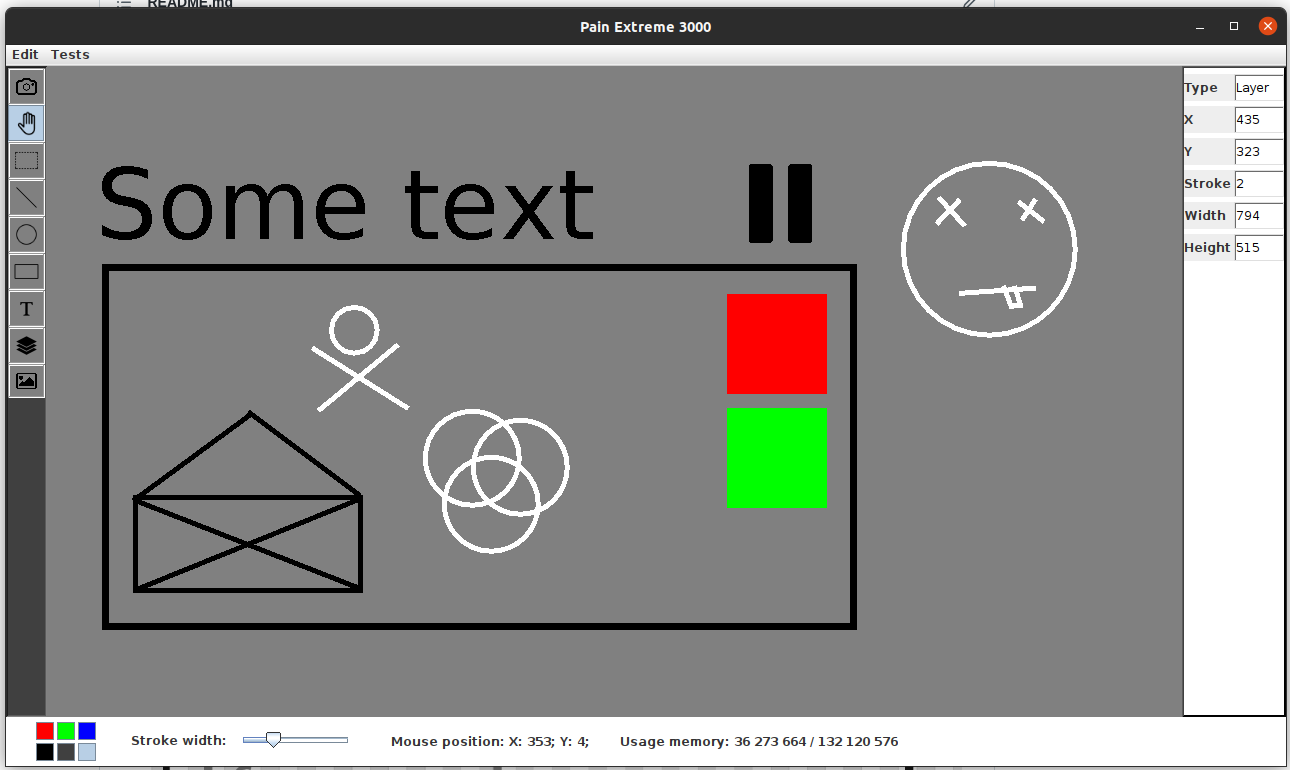 README.md
Pain Extreme 3000
Edit Tests
Type Layer
X 435
Y 323
Stroke 2
Width 794
Height 515
Some text
T
Stroke width:
Mouse position: X: 353; Y: 4;
Usage memory: 36 273 664 / 132 120 576